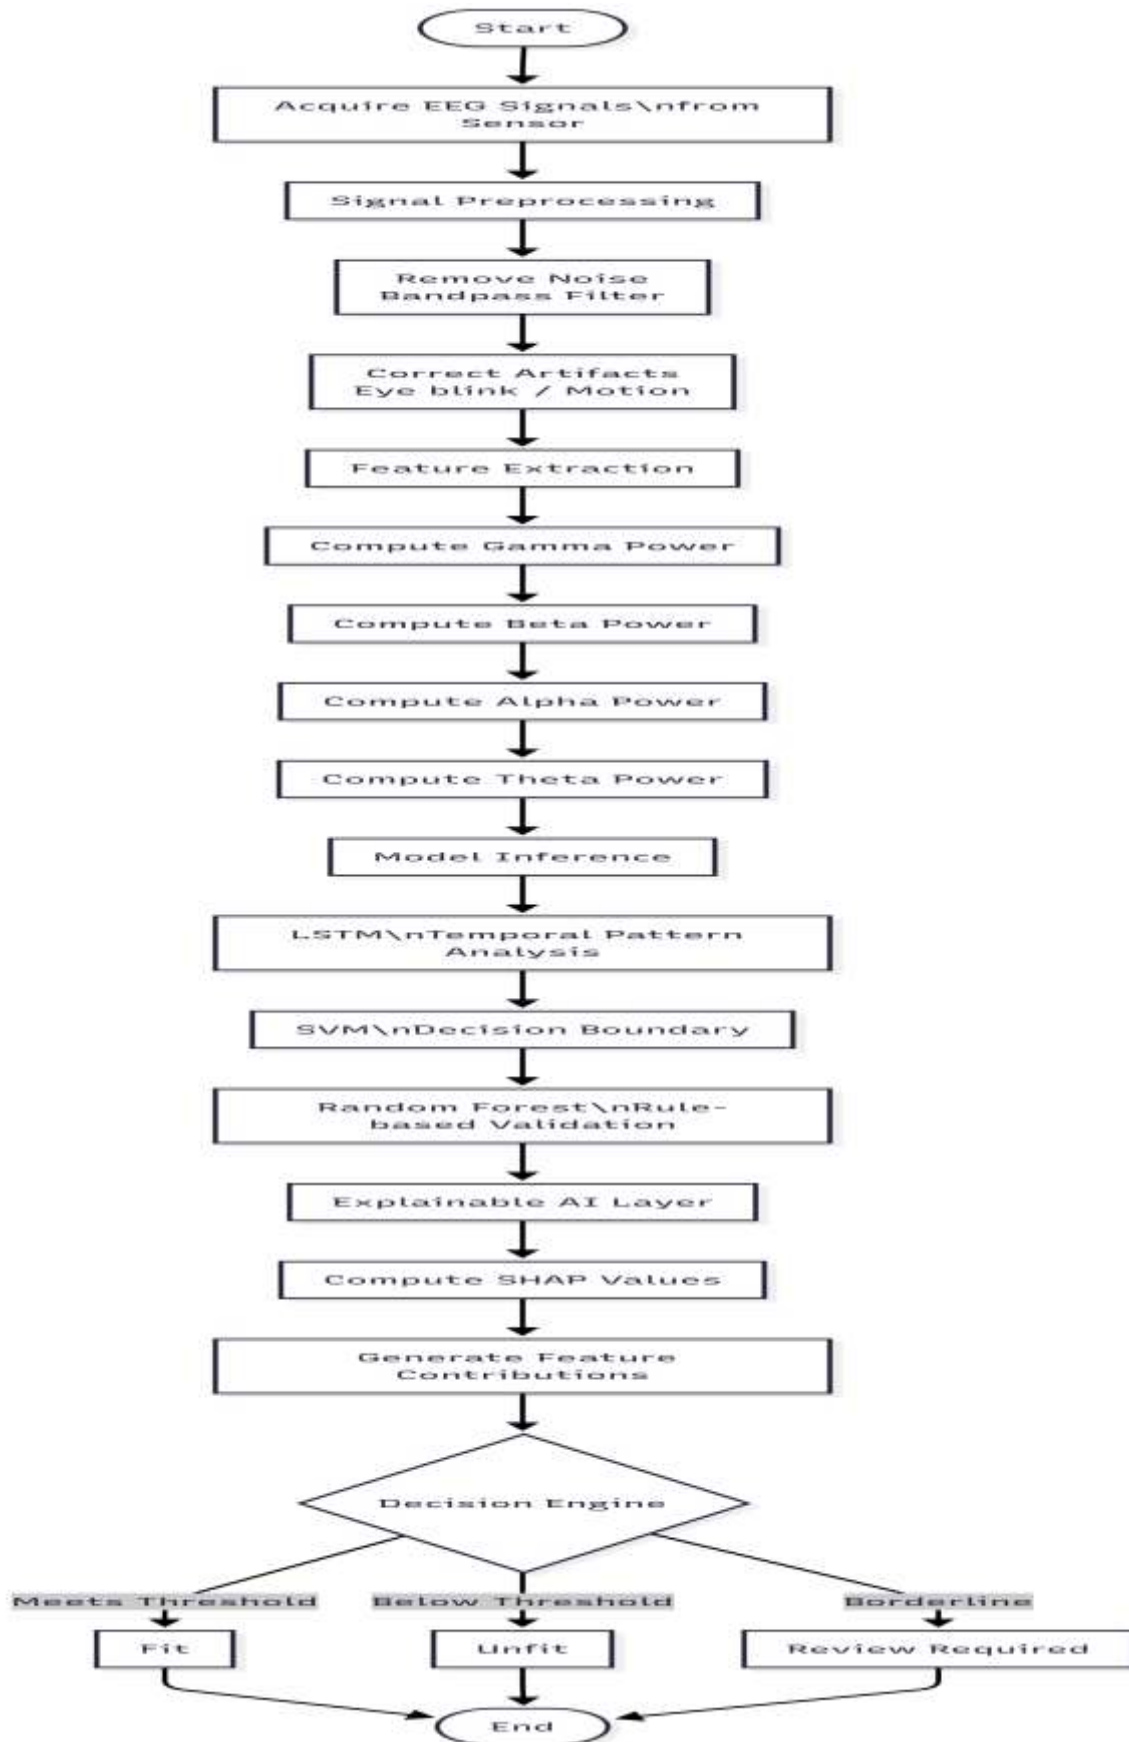 Start
Acquire EEG Signals\nfrom
Sensor
Signal Preprocessing
Remove Noise
Bandpass Filter
Correct Artifacts
Eye blink / Motion
Feature Extraction
Compute Gamma Power
Compute Beta Power
Compute Alpha Power
Compute Theta Power
Model Inference
LSTM\nTemporal Pattern
Analysis
SVM\nDecision Boundary
Random Forest\nRule-
based Validation
Explainable AI Layer
Compute SHAP Values
Generate Feature
Contributions
Decision Engine
Meets Threshold
Below Threshold
Borderline
Fit
Unfit
Review Required
End